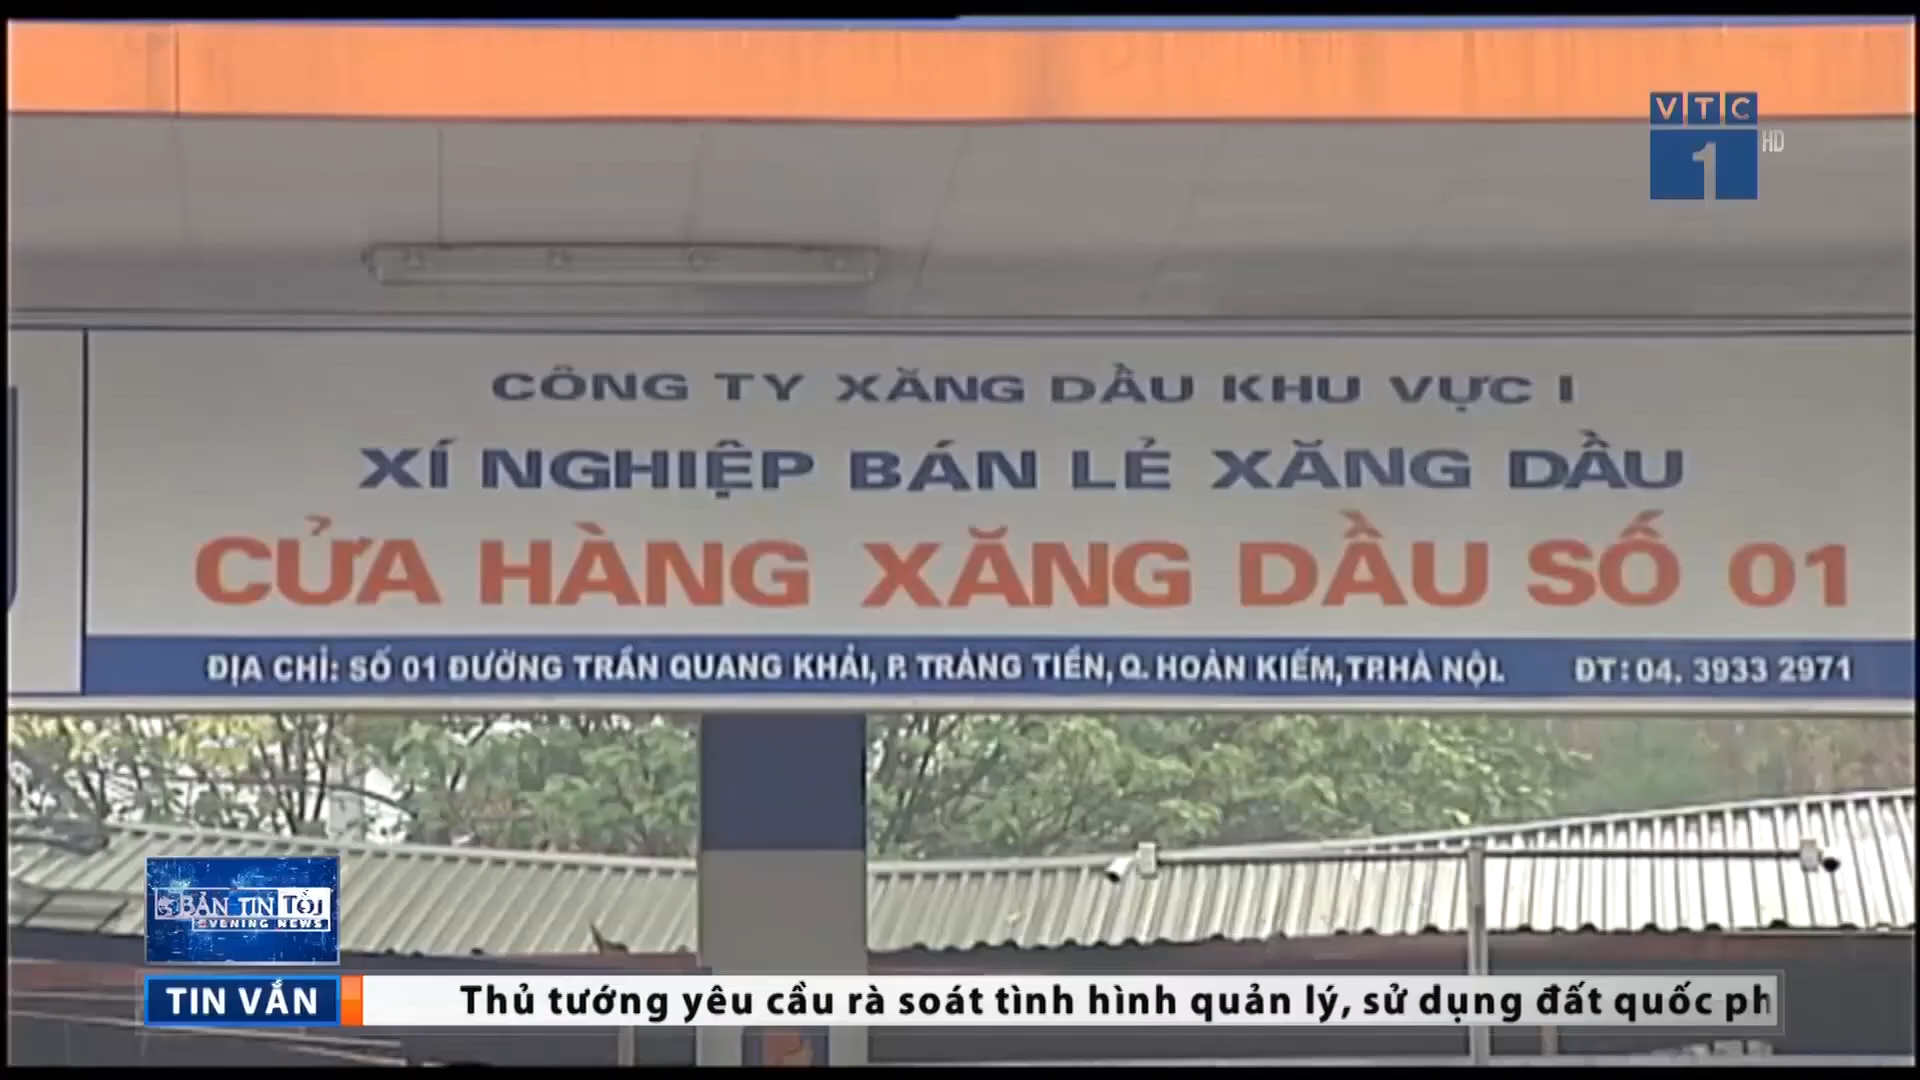 VTC
1 HD
CÔNG TY XĂNG DẦU KHU VỰC I
XÍ NGHIỆP BÁN LẺ XĂNG DẦU
CỬA HÀNG XĂNG DẦU SỐ 01
ĐỊA CHỈ: SỐ 01 ĐƯỜNG TRẦN QUANG KHẢI, P. TRÀNG TIỀN, Q. HOÀN KIẾM, TP.HÀ NỘI. ĐT: 04. 3933 2971
BẢN TIN TỐI
EVENING NEWS
TIN VẮN Thủ tướng yêu cầu rà soát tình hình quản lý, sử dụng đất quốc ph